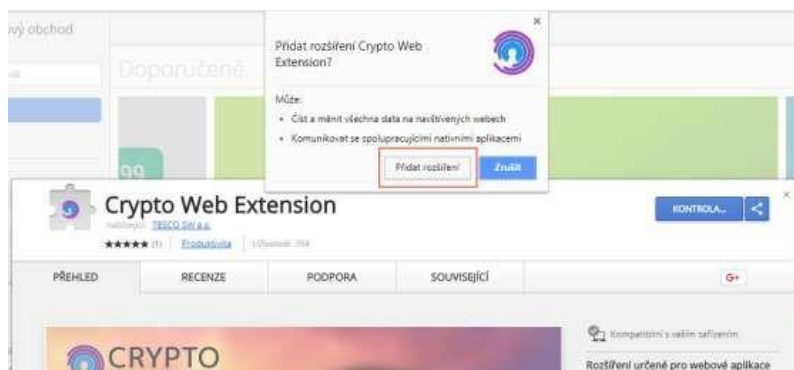 vý obchod
Doporučené
Přidat rozšíření Crypto Web
Extension?
Může:
Číst a měnit všechna data na navštívených webech
Komunikovat se spolupracujícími nativními aplikacemi
Přidat rozšíření
Zrušit
Crypto Web Extension
TESCO SW a.s.
(1)
Produktivita
KONTROLA...
PŘEHLED
RECENZE
PODPORA
SOUVISEJÍCÍ
G+
CRYPTO
Kompatibilní s vaším zařízením
Rozšíření určené pro webové aplikace